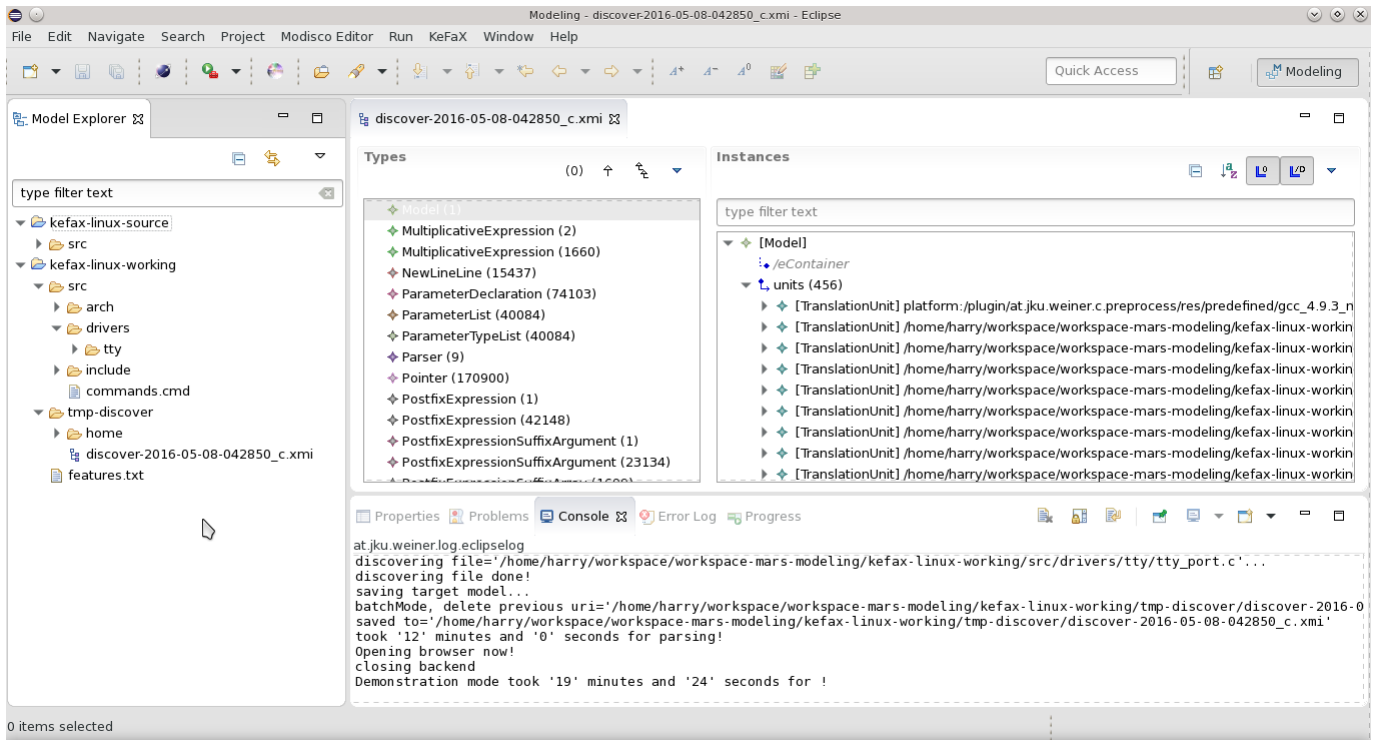 Modeling - discover-2016-05-08-042850_c.xmi - Eclipse
File Edit Navigate Search Project Modisco Editor Run KeFaX Window Help
Quick Access
Modeling
Model Explorer
type filter text
kefax-linux-source
src
kefax-linux-working
src
arch
drivers
tty
include
commands.cmd
tmp-discover
home
discover-2016-05-08-042850_c.xmi
features.txt
discover-2016-05-08-042850_c.xmi
Types
(0)
Model (1)
MultiplicativeExpression (2)
MultiplicativeExpression (1660)
NewLineLine (15437)
ParameterDeclaration (74103)
ParameterList (40084)
ParameterTypeList (40084)
Parser (9)
Pointer (170900)
PostfixExpression (1)
PostfixExpression (42148)
PostfixExpressionSuffixArgument (1)
PostfixExpressionSuffixArgument (23134)
PostfixExpressionSuffixArray (1609)
Instances
type filter text
[Model]
/eContainer
units (456)
[TranslationUnit] platform:/plugin/at.jku.weiner.c.preprocess/res/predefined/gcc_4.9.3_n
[TranslationUnit] /home/harry/workspace/workspace-mars-modeling/kefax-linux-workin
[TranslationUnit] /home/harry/workspace/workspace-mars-modeling/kefax-linux-workin
[TranslationUnit] /home/harry/workspace/workspace-mars-modeling/kefax-linux-workin
[TranslationUnit] /home/harry/workspace/workspace-mars-modeling/kefax-linux-workin
[TranslationUnit] /home/harry/workspace/workspace-mars-modeling/kefax-linux-workin
[TranslationUnit] /home/harry/workspace/workspace-mars-modeling/kefax-linux-workin
[TranslationUnit] /home/harry/workspace/workspace-mars-modeling/kefax-linux-workin
[TranslationUnit] /home/harry/workspace/workspace-mars-modeling/kefax-linux-workin
Properties Problems Console Error Log Progress
at.jku.weiner.log.eclipselog
discovering file='/home/harry/workspace/workspace-mars-modeling/kefax-linux-working/src/drivers/tty/tty_port.c'...
discovering file done!
saving target model...
batchMode, delete previous uri='/home/harry/workspace/workspace-mars-modeling/kefax-linux-working/tmp-discover/discover-2016-0
saved to='/home/harry/workspace/workspace-mars-modeling/kefax-linux-working/tmp-discover/discover-2016-05-08-042850_c.xmi'
took '12' minutes and '0' seconds for parsing!
Opening browser now!
closing backend
Demonstration mode took '19' minutes and '24' seconds for !
0 items selected